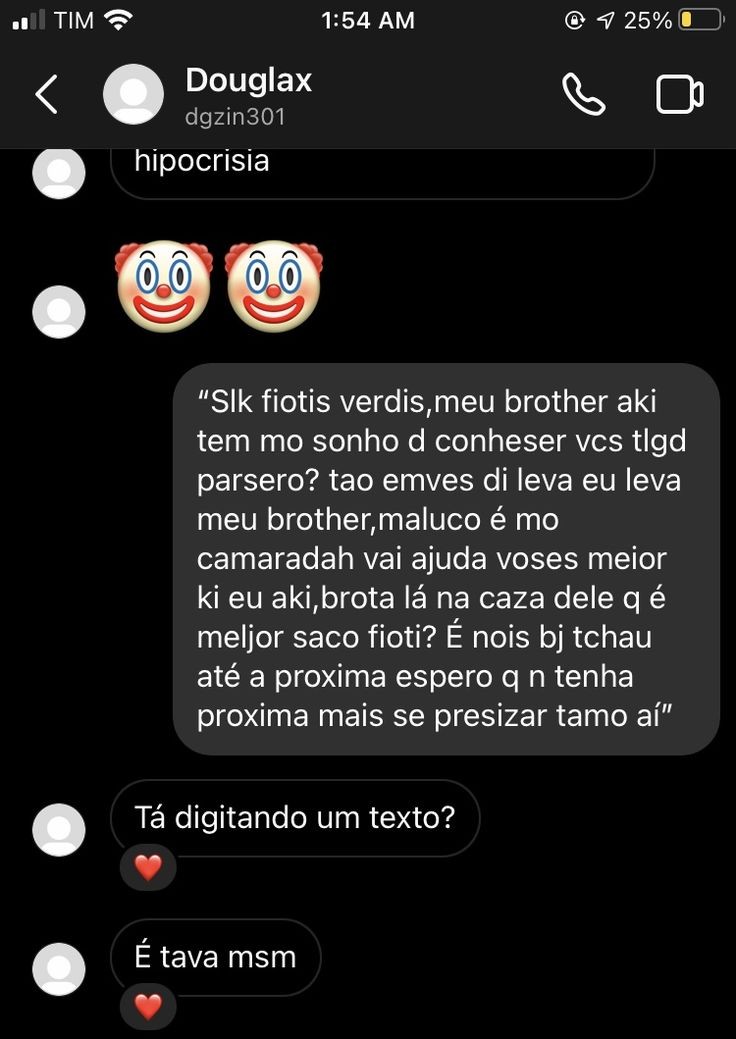 TIM 1:54 AM 25%
Douglax
dgzin301
hipocrisia
“Slk fiotis verdis,meu brother aki
tem mo sonho d conheser vcs tlgd
parsero? tao emves di leva eu leva
meu brother,maluco é mo
camaradah vai ajuda voses meior
ki eu aki,brota lá na caza dele q é
meljor saco fioti? É nois bj tchau
até a proxima espero q n tenha
proxima mais se presizar tamo aí”
Tá digitando um texto?
É tava msm